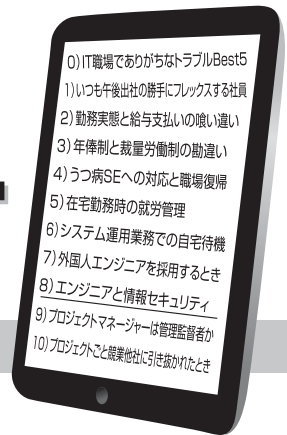 0)IT職場でありがちなトラブルBest5
1)いつも午後出社の勝手にフレックスする社員
2)勤務実態と給与支払いの喰い違い
3)年俸制と裁量労働制の勘違い
4)うつ病SEへの対応と職場復帰
5)在宅勤務時の就労管理
6)システム運用業務での自宅待機
7)外国人エンジニアを採用するとき
8)エンジニアと情報セキュリティ
9)プロジェクトマネージャーは管理監督者か
10)プロジェクトごと競業他社に引き抜かれたとき